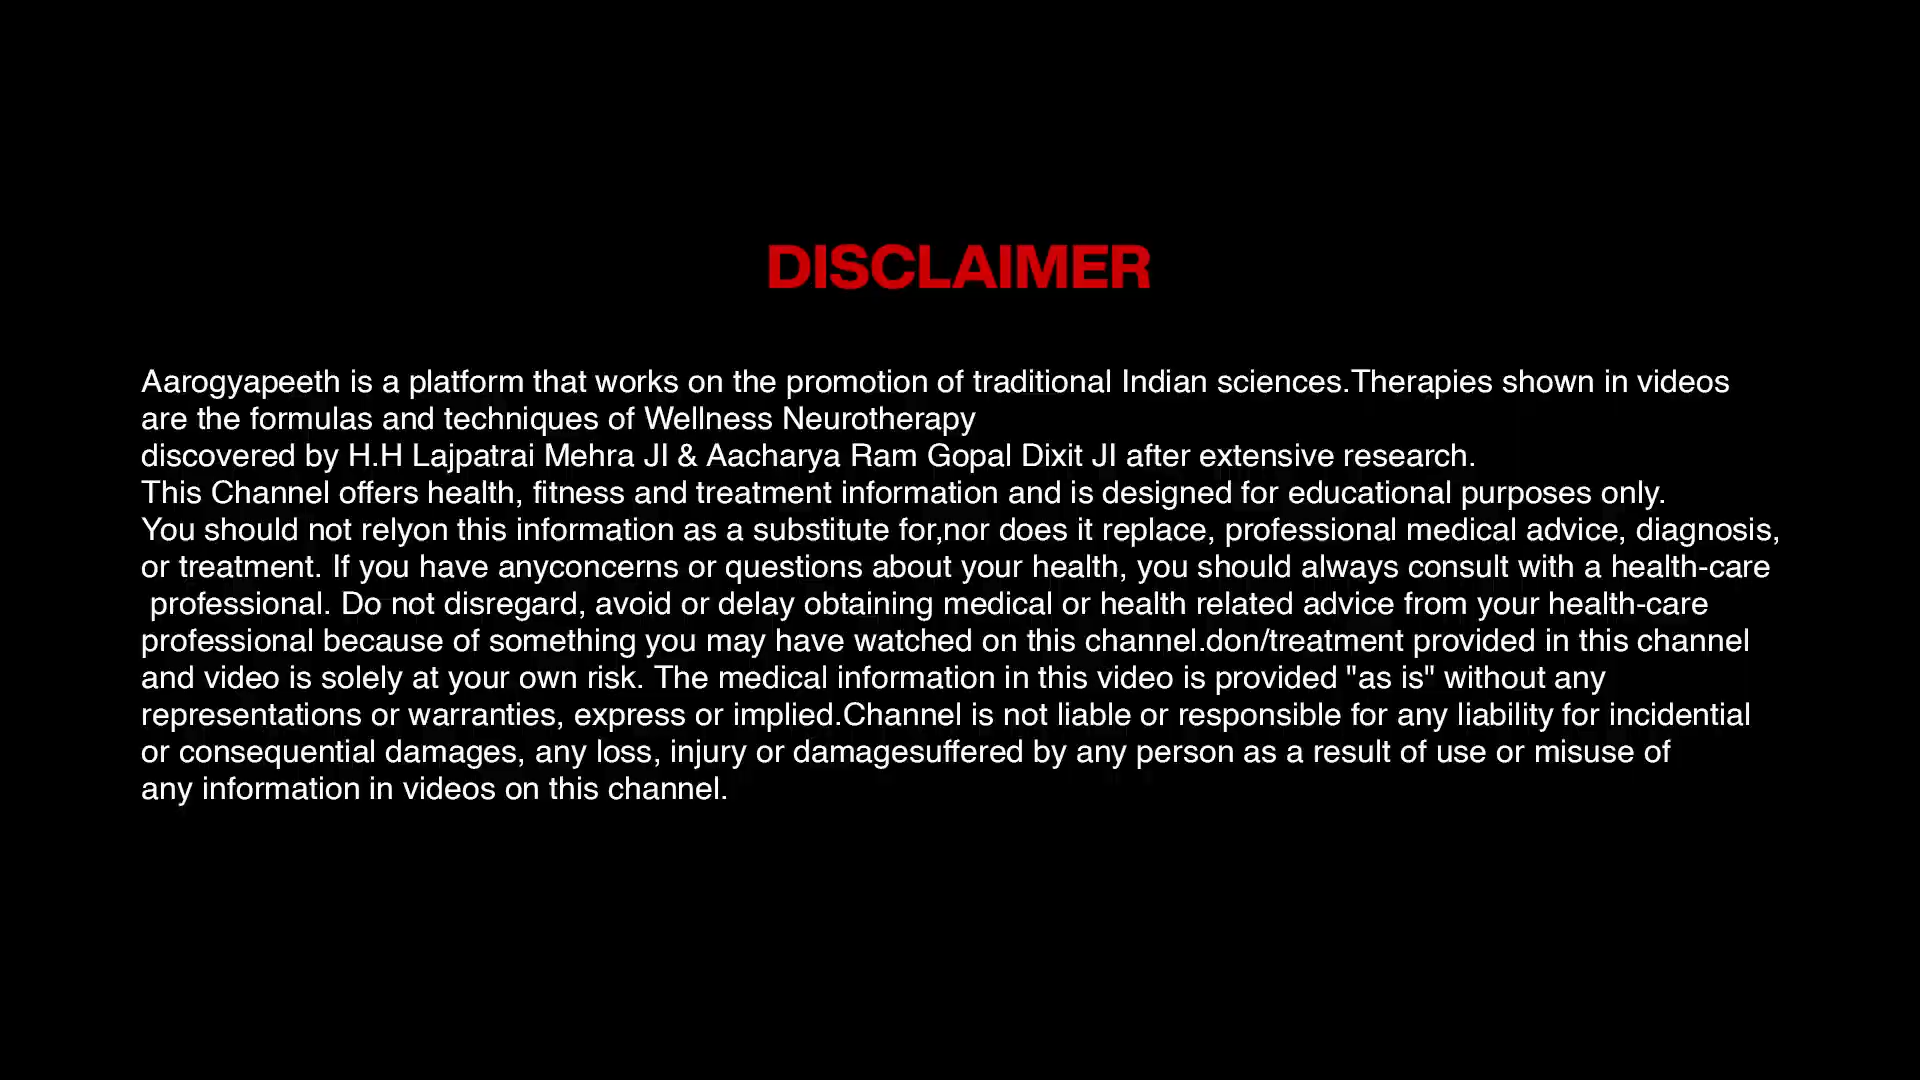 DISCLAIMER
Aarogyapeeth is a platform that works on the promotion of traditional Indian sciences.Therapies shown in videos
are the formulas and techniques of Wellness Neurotherapy
discovered by H.H Lajpatrai Mehra JI & Aacharya Ram Gopal Dixit JI after extensive research.
This Channel offers health, fitness and treatment information and is designed for educational purposes only.
You should not relyon this information as a substitute for,nor does it replace, professional medical advice, diagnosis,
or treatment. If you have anyconcerns or questions about your health, you should always consult with a health-care
professional. Do not disregard, avoid or delay obtaining medical or health related advice from your health-care
professional because of something you may have watched on this channel.don/treatment provided in this channel
and video is solely at your own risk. The medical information in this video is provided "as is" without any
representations or warranties, express or implied.Channel is not liable or responsible for any liability for incidential
or consequential damages, any loss, injury or damagesuffered by any person as a result of use or misuse of
any information in videos on this channel.